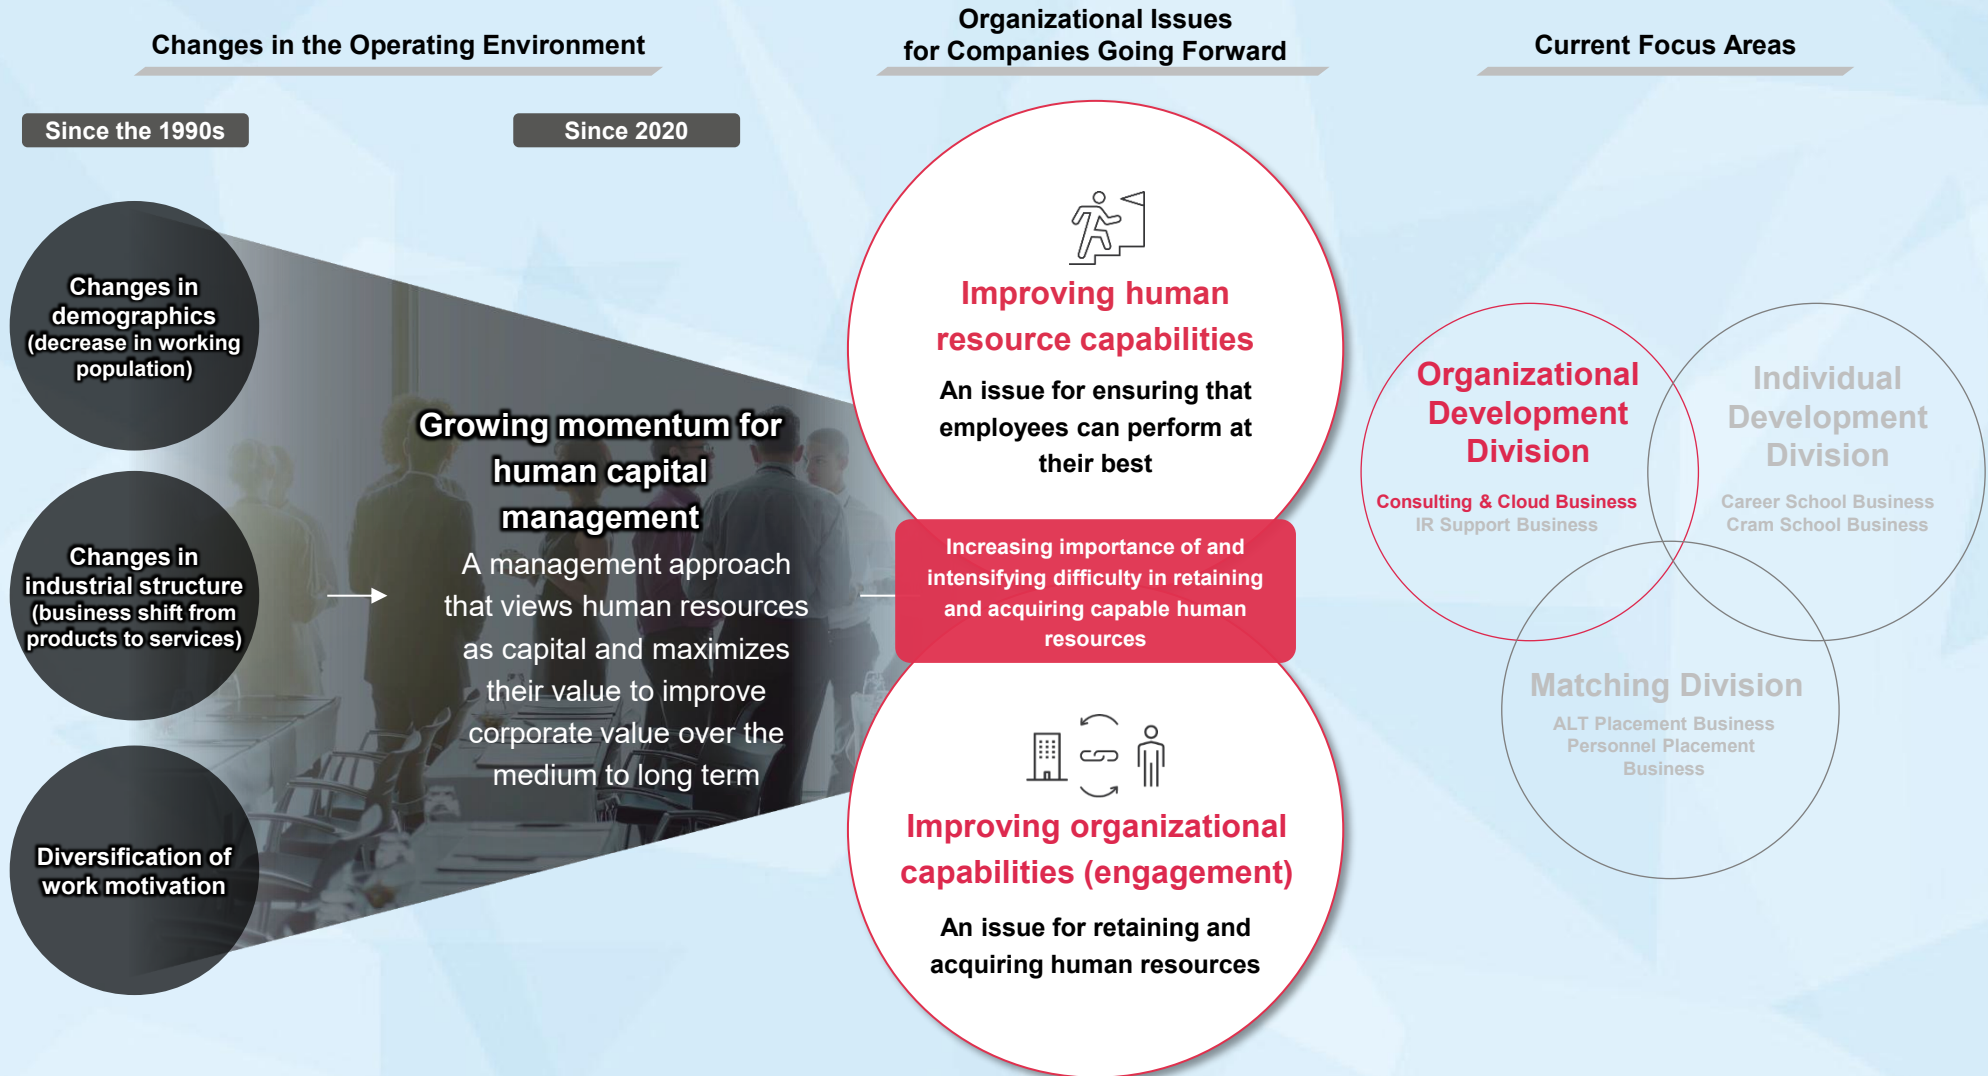 Changes in the Operating Environment
Since the 1990s
Since 2020
Changes in
demographics
(decrease in working
population)
Changes in
industrial structure
(business shift from
products to services)
Diversification of
work motivation
Growing momentum for
human capital
management
A management approach
that views human resources
as capital and maximizes
their value to improve
corporate value over the
medium to long term
Organizational Issues
for Companies Going Forward
Improving human
resource capabilities
An issue for ensuring that
employees can perform at
their best
Increasing importance of and
intensifying difficulty in retaining
and acquiring capable human
resources
Improving organizational
capabilities (engagement)
An issue for retaining and
acquiring human resources
Current Focus Areas
Organizational
Development
Division
Consulting & Cloud Business
IR Support Business
Individual
Development
Division
Career School Business
Cram School Business
Matching Division
ALT Placement Business
Personnel Placement
Business